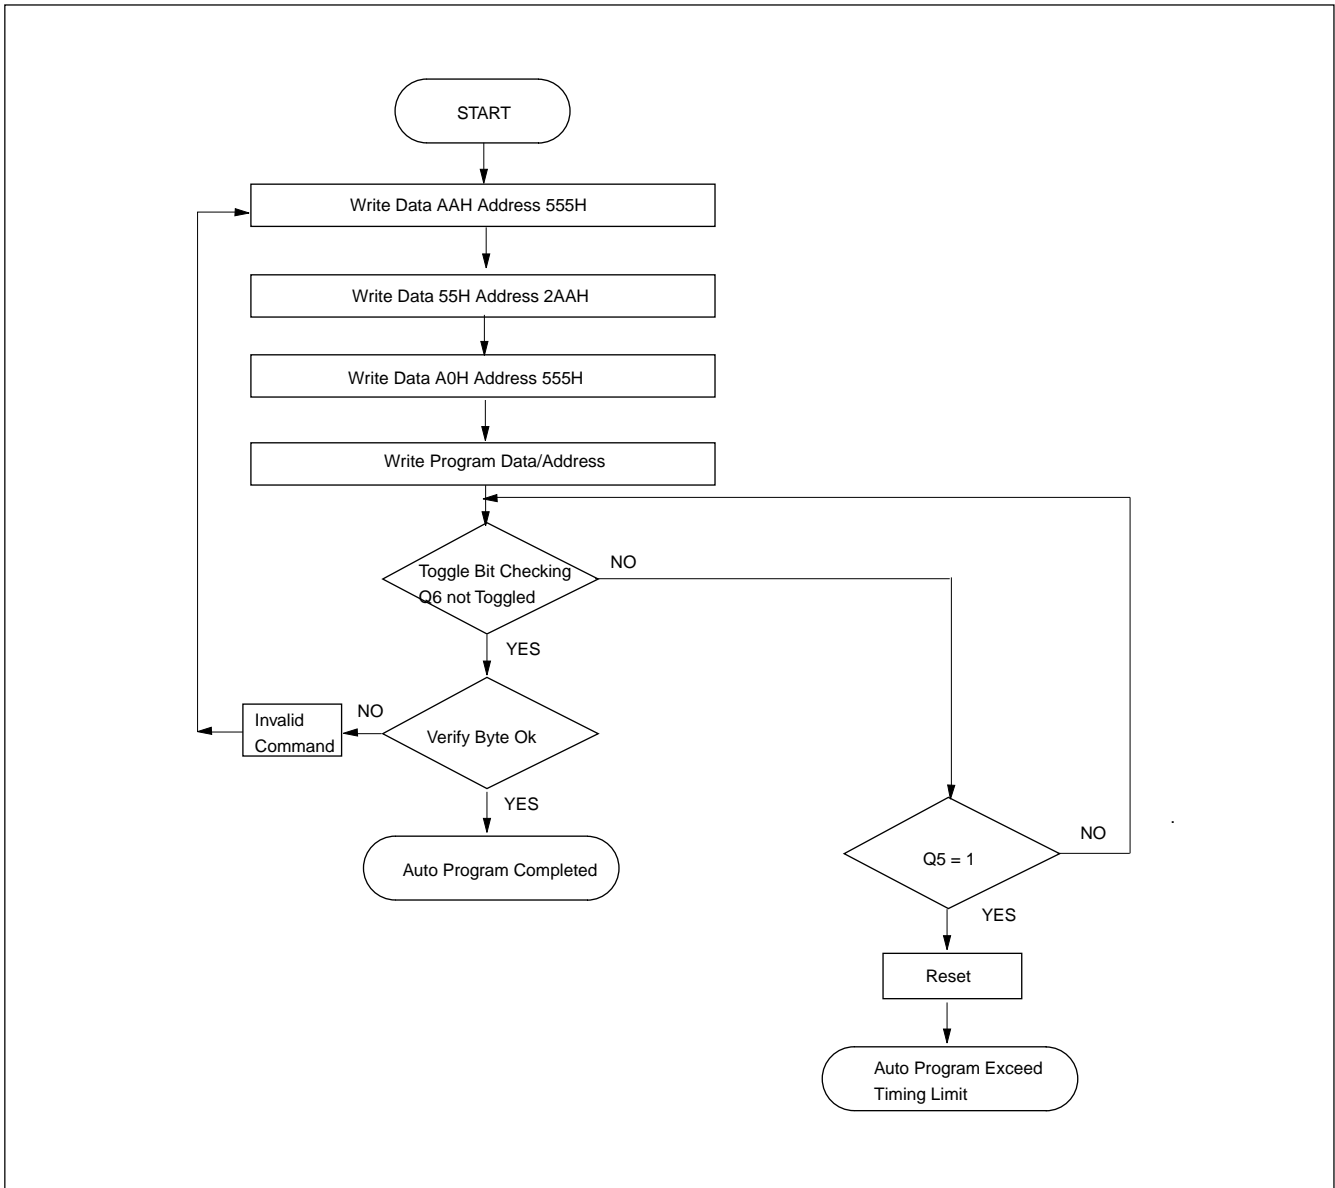 START
Write Data AAH Address 555H
Write Data 55H Address 2AAH
Write Data A0H Address 555H
Write Program Data/Address
Toggle Bit Checking
Q6 not Toggled
NO
YES
Invalid
Command
NO
Verify Byte Ok
YES
Auto Program Completed
Q5 = 1
NO
YES
Reset
Auto Program Exceed
Timing Limit
.